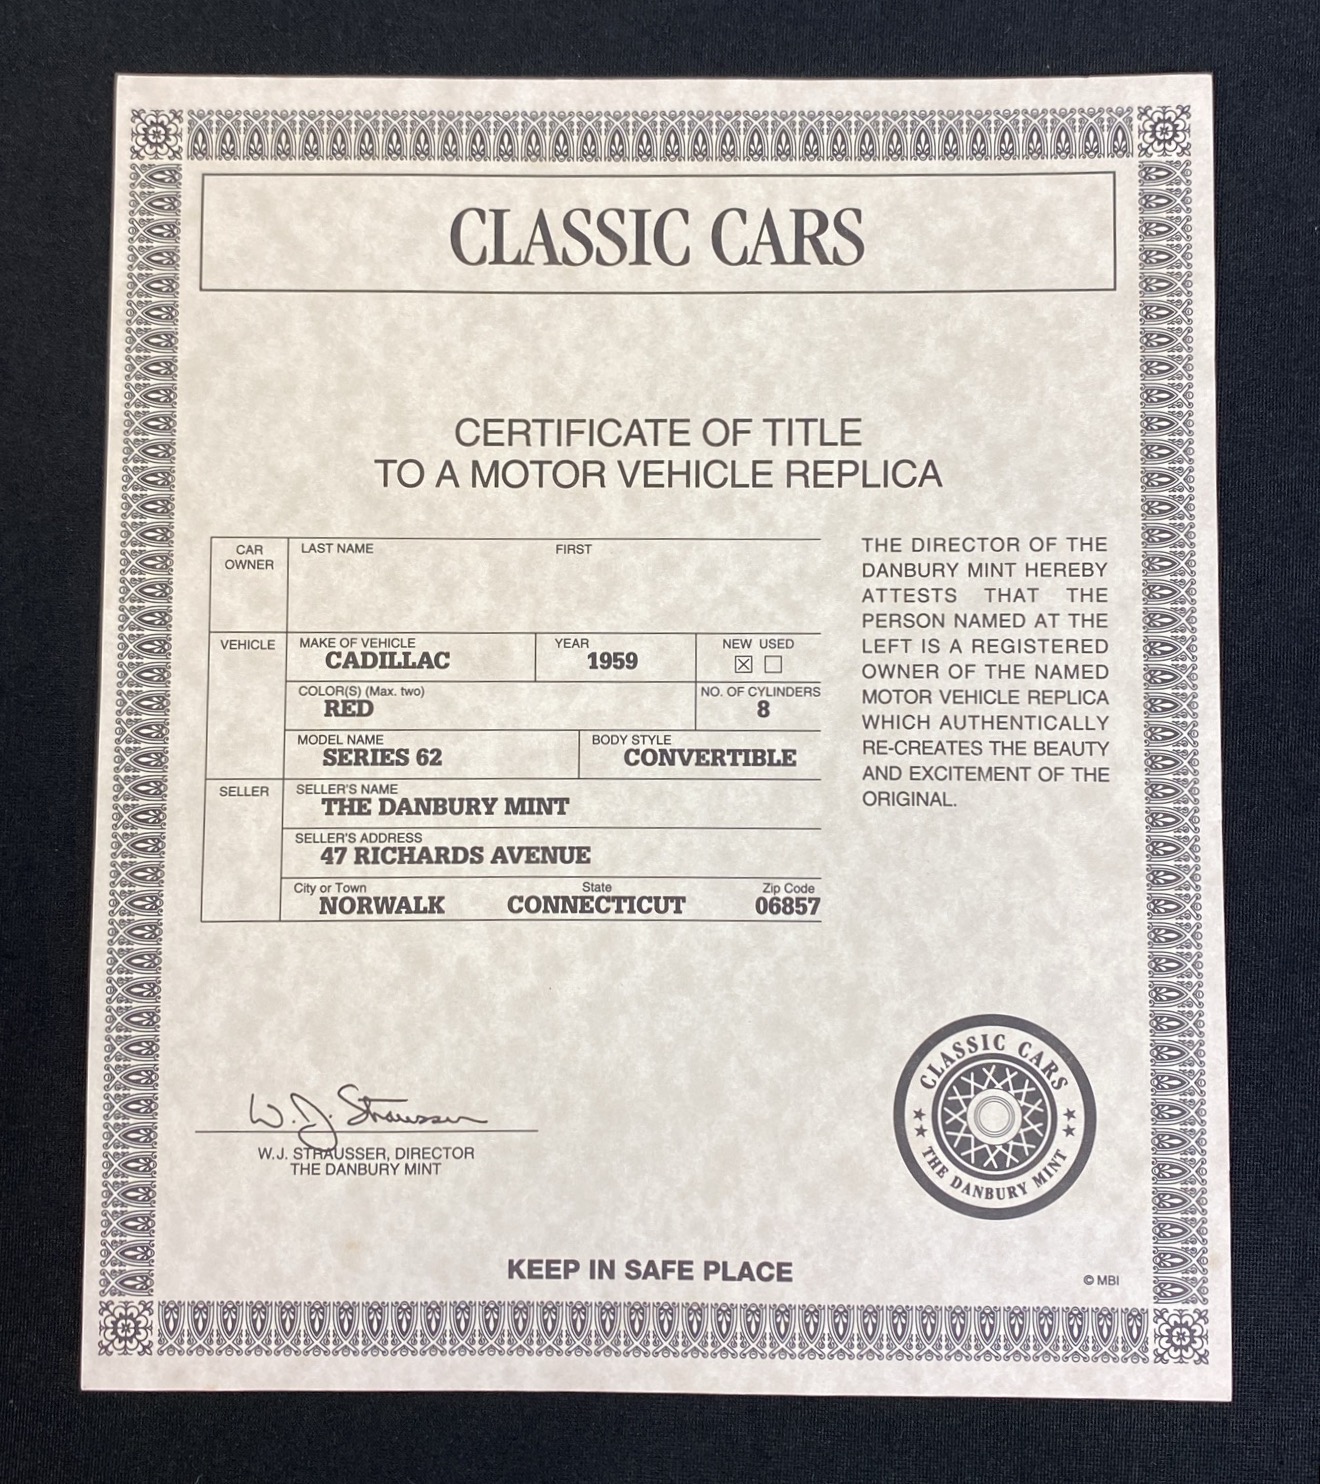 CLASSIC CARS
CERTIFICATE OF TITLE
TO A MOTOR VEHICLE REPLICA
CAR
OWNER
LAST NAME FIRST
VEHICLE
MAKE OF VEHICLE YEAR NEW USED
CADILLAC 1959 ☒ ☐
COLOR(S) (Max. two) NO. OF CYLINDERS
RED 8
MODEL NAME BODY STYLE
SERIES 62 CONVERTIBLE
SELLER
SELLER'S NAME
THE DANBURY MINT
SELLER'S ADDRESS
47 RICHARDS AVENUE
City or Town State Zip Code
NORWALK CONNECTICUT 06857
THE DIRECTOR OF THE
DANBURY MINT HEREBY
ATTESTS THAT THE
PERSON NAMED AT THE
LEFT IS A REGISTERED
OWNER OF THE NAMED
MOTOR VEHICLE REPLICA
WHICH AUTHENTICALLY
RE-CREATES THE BEAUTY
AND EXCITEMENT OF THE
ORIGINAL.
W.J. Strausser
W.J. STRAUSSER, DIRECTOR
THE DANBURY MINT
CLASSIC CARS
THE DANBURY MINT
KEEP IN SAFE PLACE
© MBI